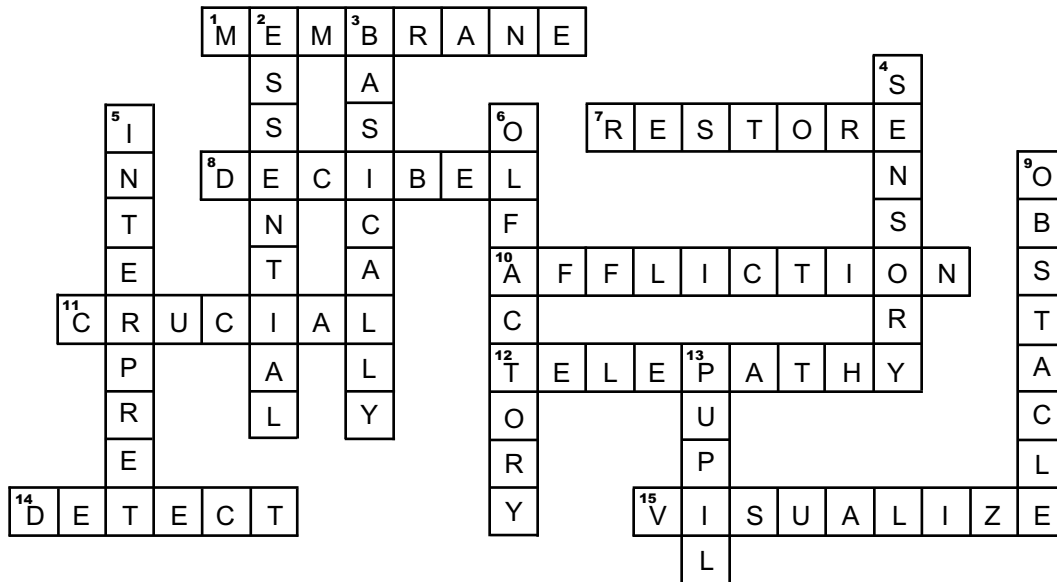 1 M 2 E M 3 B R A N E
S A 4 S
5 I S S 6 O 7 R E S T O R E
N 8 D E C I B E L N 9 O
T N C F S B
E T A 10 A F F L I C T I O N S
11 C R U C I A L C R T
P A L 12 T E L E 13 P A T H Y A
R L Y O U C
E R P L
14 D E T E C T Y 15 V I S U A L I Z E
L